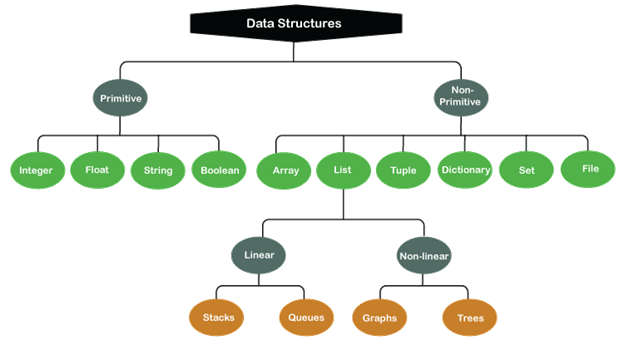 Data Structures
Primitive
Non-
Primitive
Integer
Float
String
Boolean
Array
List
Tuple
Dictionary
Set
File
Linear
Non-linear
Stacks
Queues
Graphs
Trees